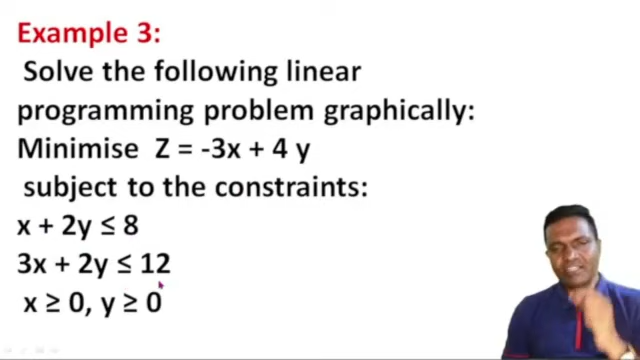 Example 3:
Solve the following linear
programming problem graphically:
Minimise Z = -3x + 4 y
subject to the constraints:
x + 2y ≤ 8
3x + 2y ≤ 12
x ≥ 0, y ≥ 0